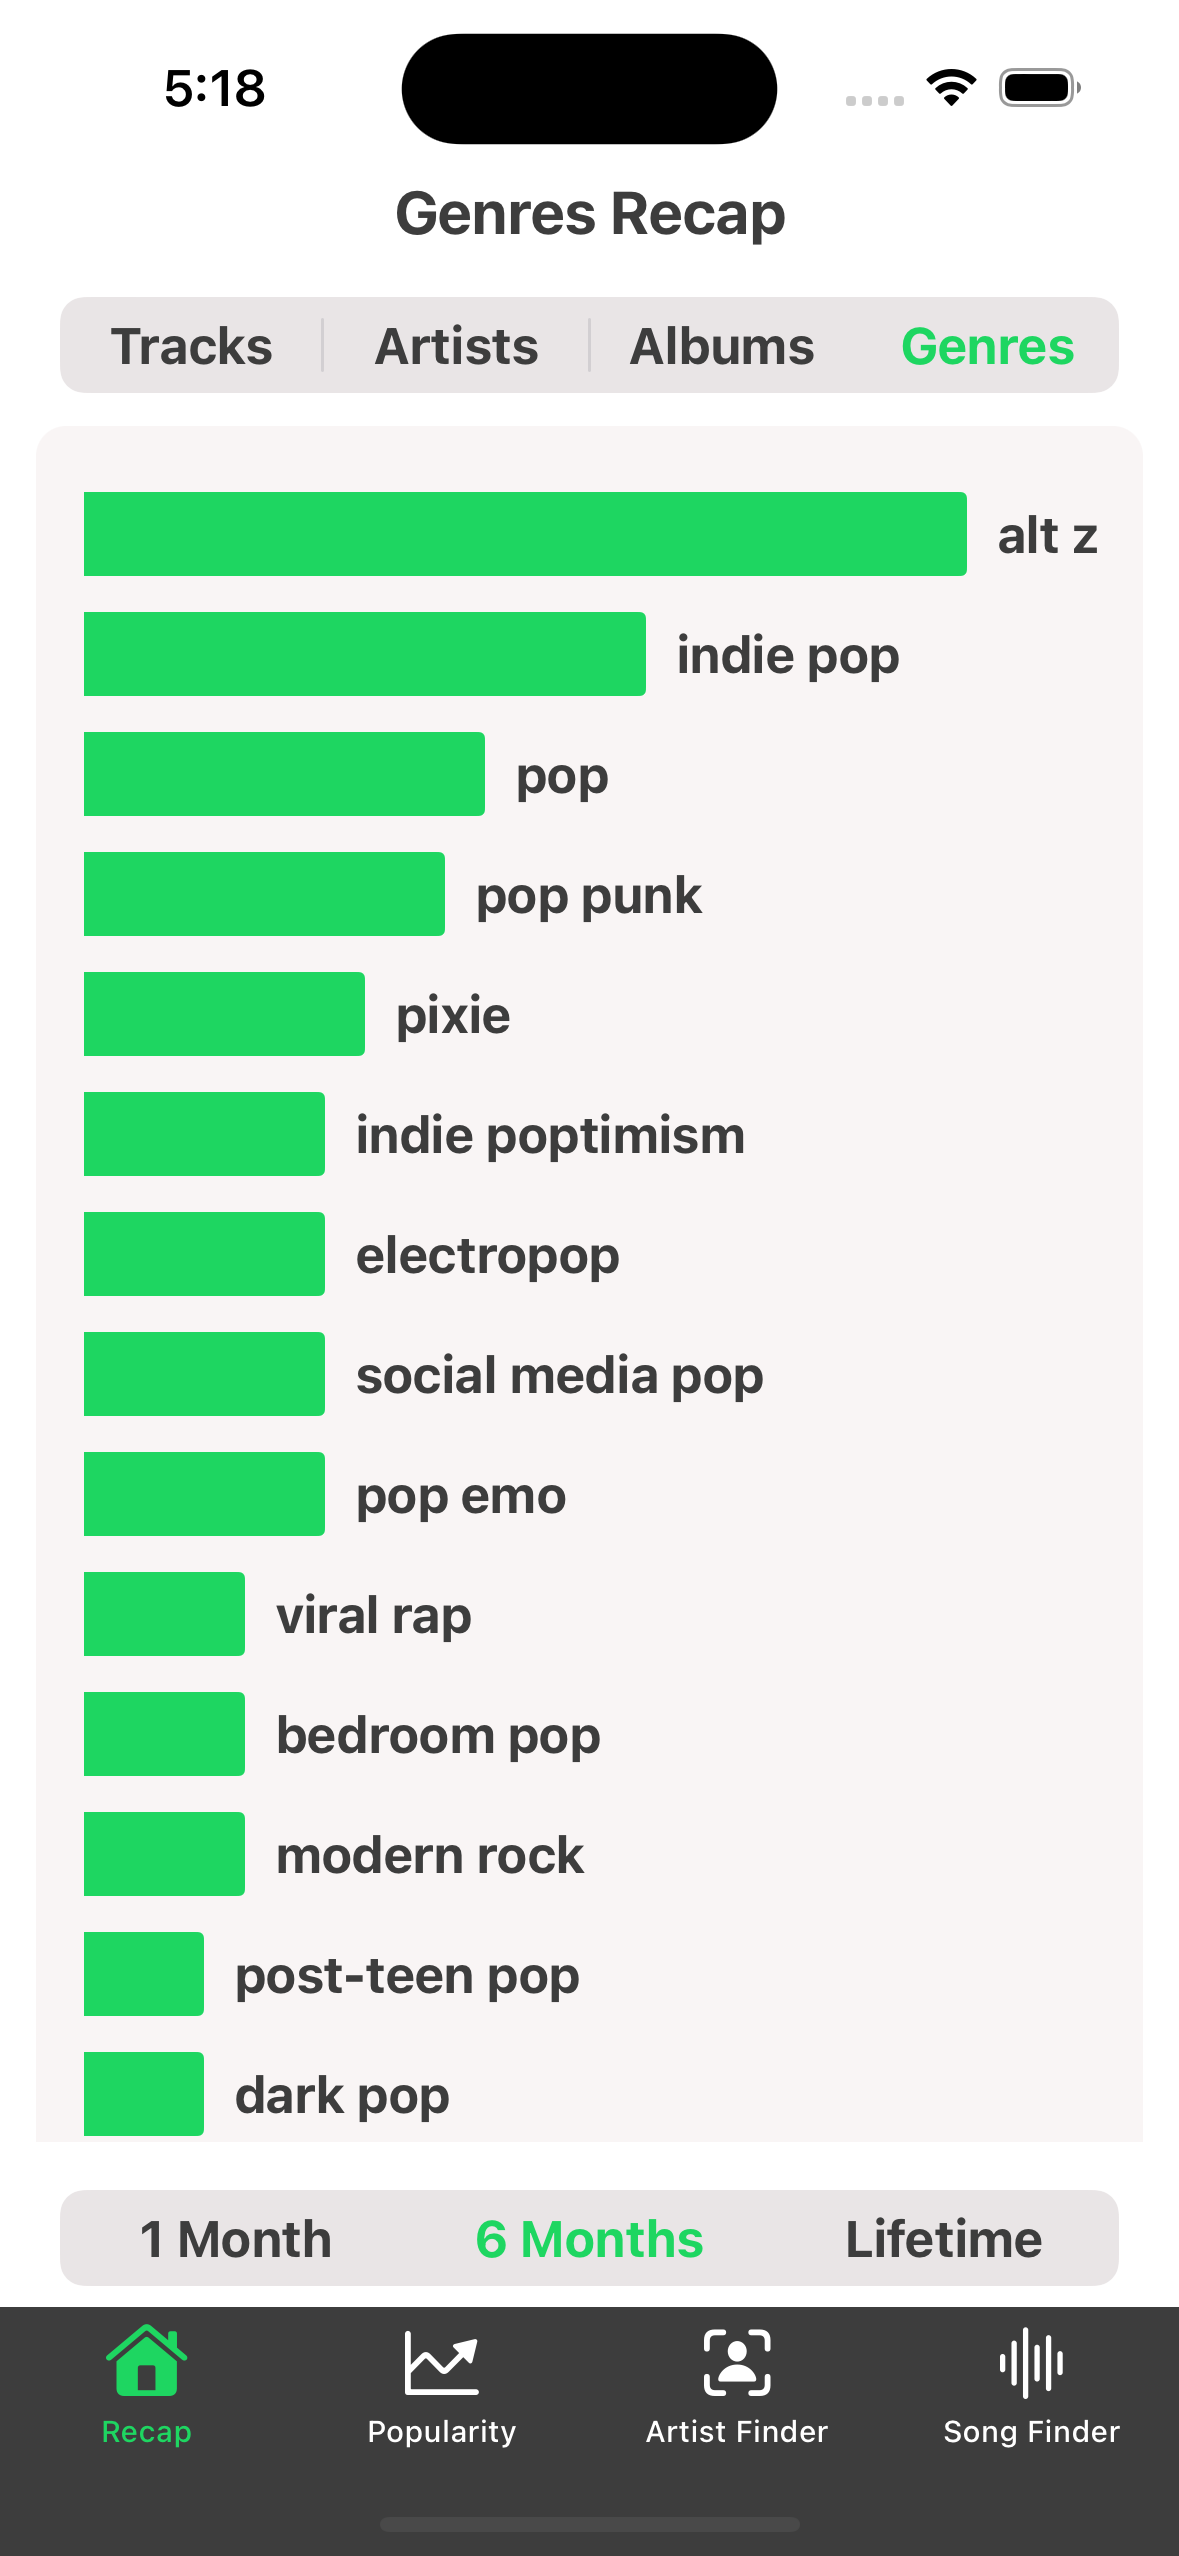 5:18
Genres Recap
Tracks Artists Albums Genres
alt z
indie pop
pop
pop punk
pixie
indie poptimism
electropop
social media pop
pop emo
viral rap
bedroom pop
modern rock
post-teen pop
dark pop
1 Month 6 Months Lifetime
Recap Popularity Artist Finder Song Finder